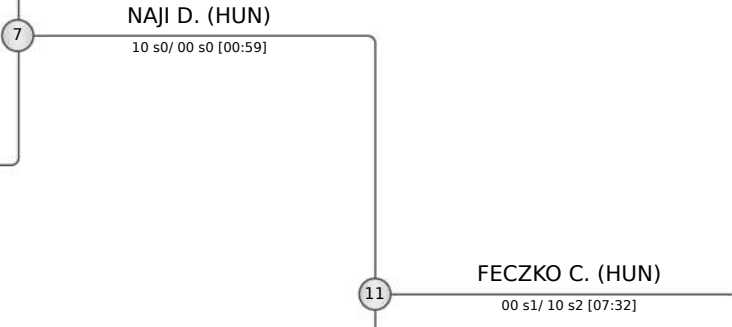 NAJI D. (HUN)
7
10 s0/ 00 s0 [00:59]
FECZKO C. (HUN)
11
00 s1/ 10 s2 [07:32]